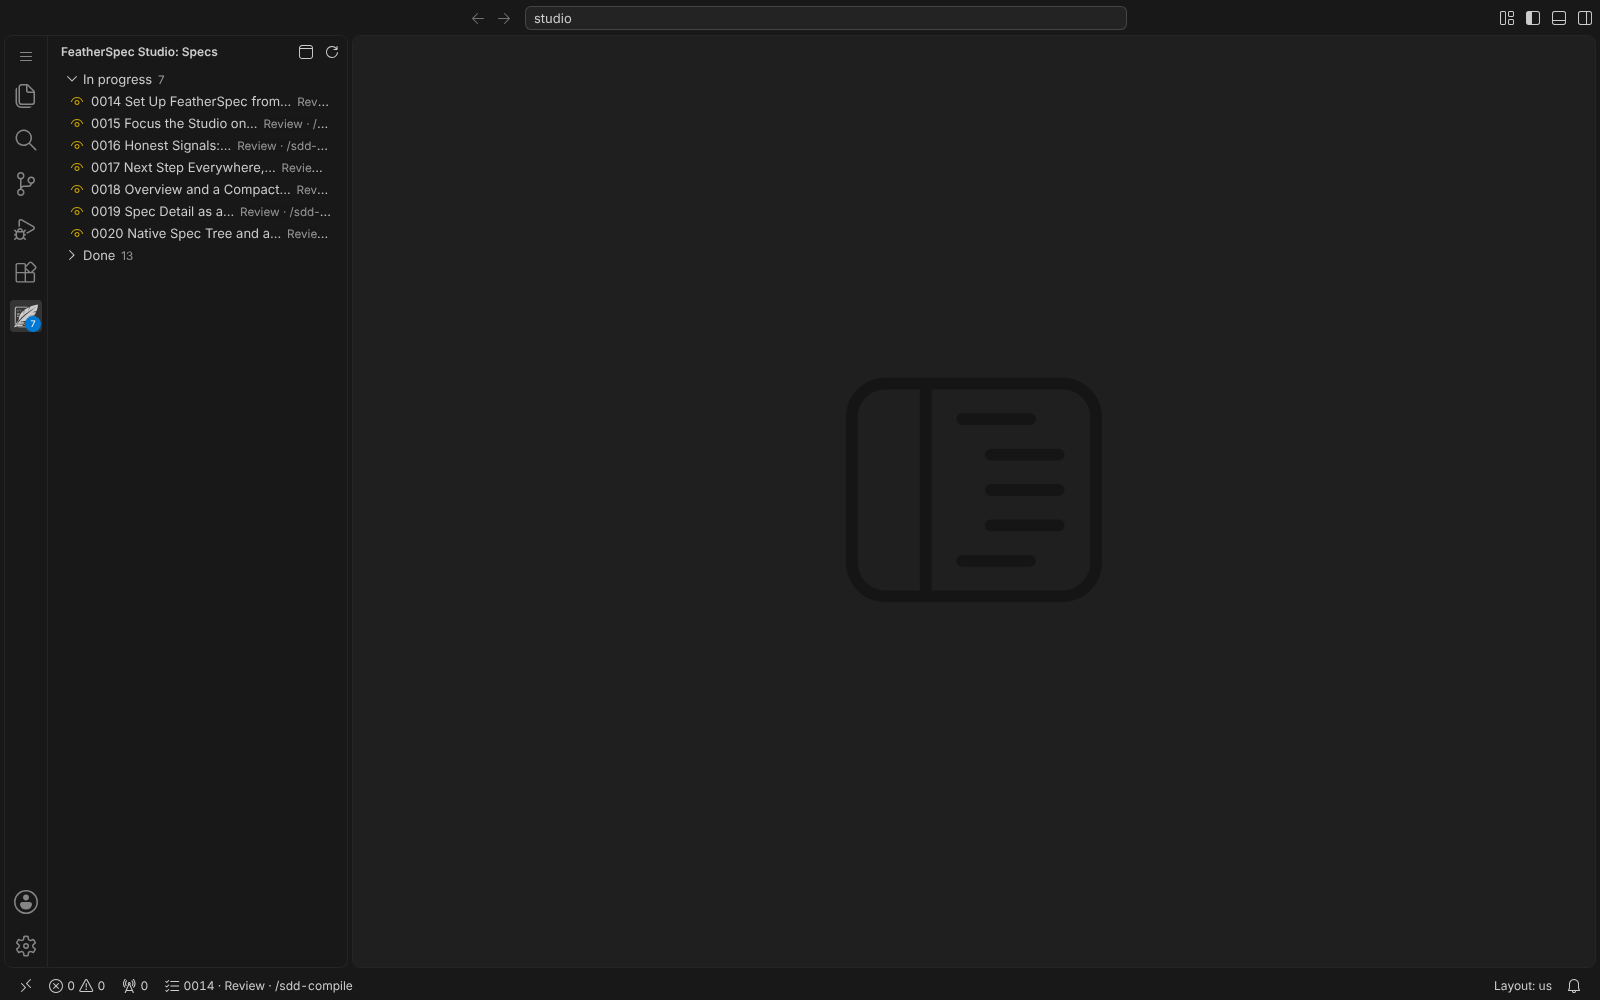 studio
FeatherSpec Studio: Specs
In progress 7
0014 Set Up FeatherSpec from... Rev...
0015 Focus the Studio on... Review · /...
0016 Honest Signals:... Review · /sdd-...
0017 Next Step Everywhere,... Revie...
0018 Overview and a Compact... Rev...
0019 Spec Detail as a... Review · /sdd-...
0020 Native Spec Tree and a... Revie...
Done 13
7
0 0 0 0014 · Review · /sdd-compile Layout: us